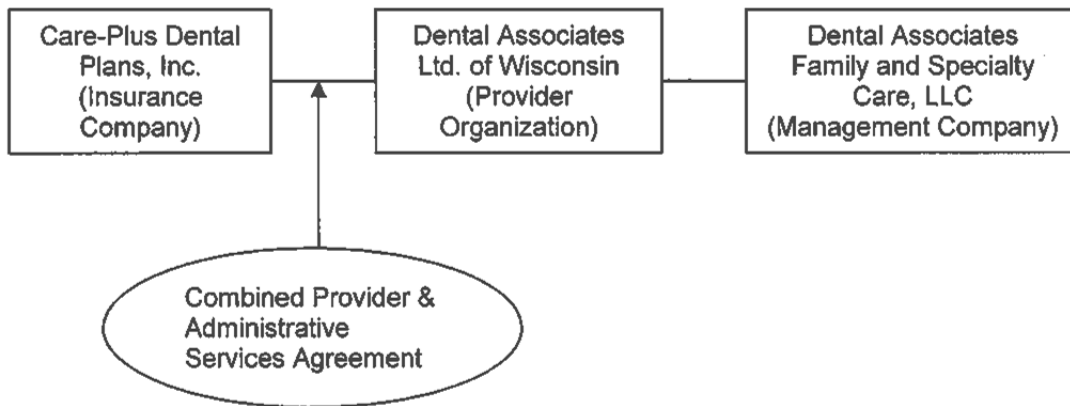 Care-Plus Dental
Plans, Inc.
(Insurance
Company)
Dental Associates
Ltd. of Wisconsin
(Provider
Organization)
Dental Associates
Family and Specialty
Care, LLC
(Management Company)
Combined Provider &
Administrative
Services Agreement